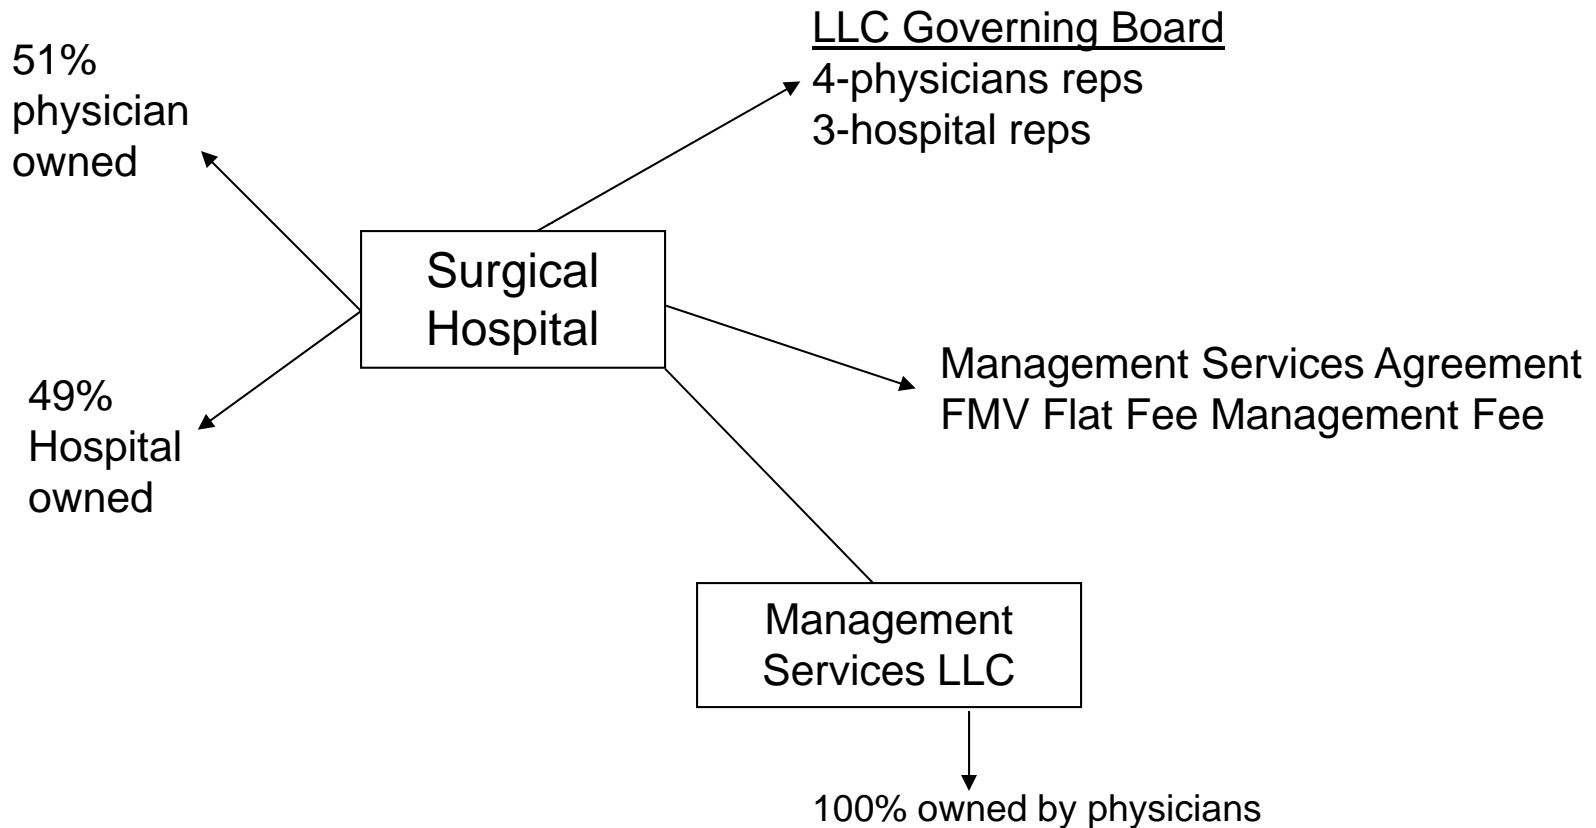 LLC Governing Board
4-physicians reps
3-hospital reps
51%
physician
owned
Surgical
Hospital
49%
Hospital
owned
Management Services Agreement
FMV Flat Fee Management Fee
Management
Services LLC
100% owned by physicians